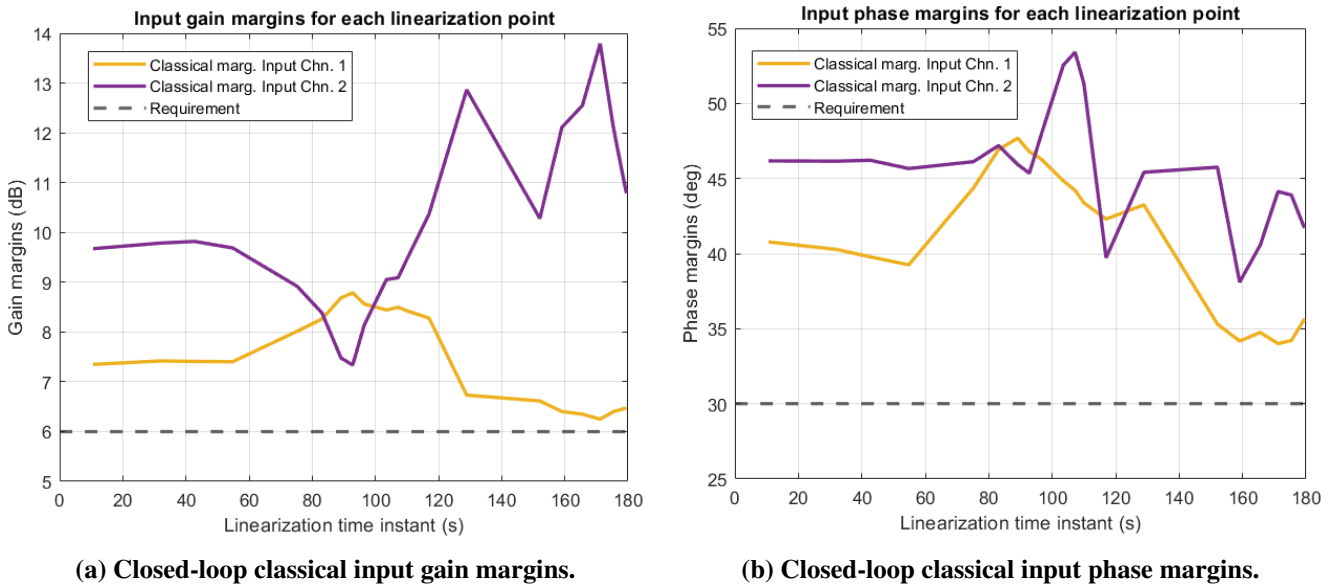 Input gain margins for each linearization point
14
13
12
11
10
9
8
7
6
5
Gain margins (dB)
Classical marg. Input Chn. 1
Classical marg. Input Chn. 2
Requirement
0 20 40 60 80 100 120 140 160 180
Linearization time instant (s)
(a) Closed-loop classical input gain margins.
Input phase margins for each linearization point
55
50
45
40
35
30
25
Phase margins (deg)
Classical marg. Input Chn. 1
Classical marg. Input Chn. 2
Requirement
0 20 40 60 80 100 120 140 160 180
Linearization time instant (s)
(b) Closed-loop classical input phase margins.